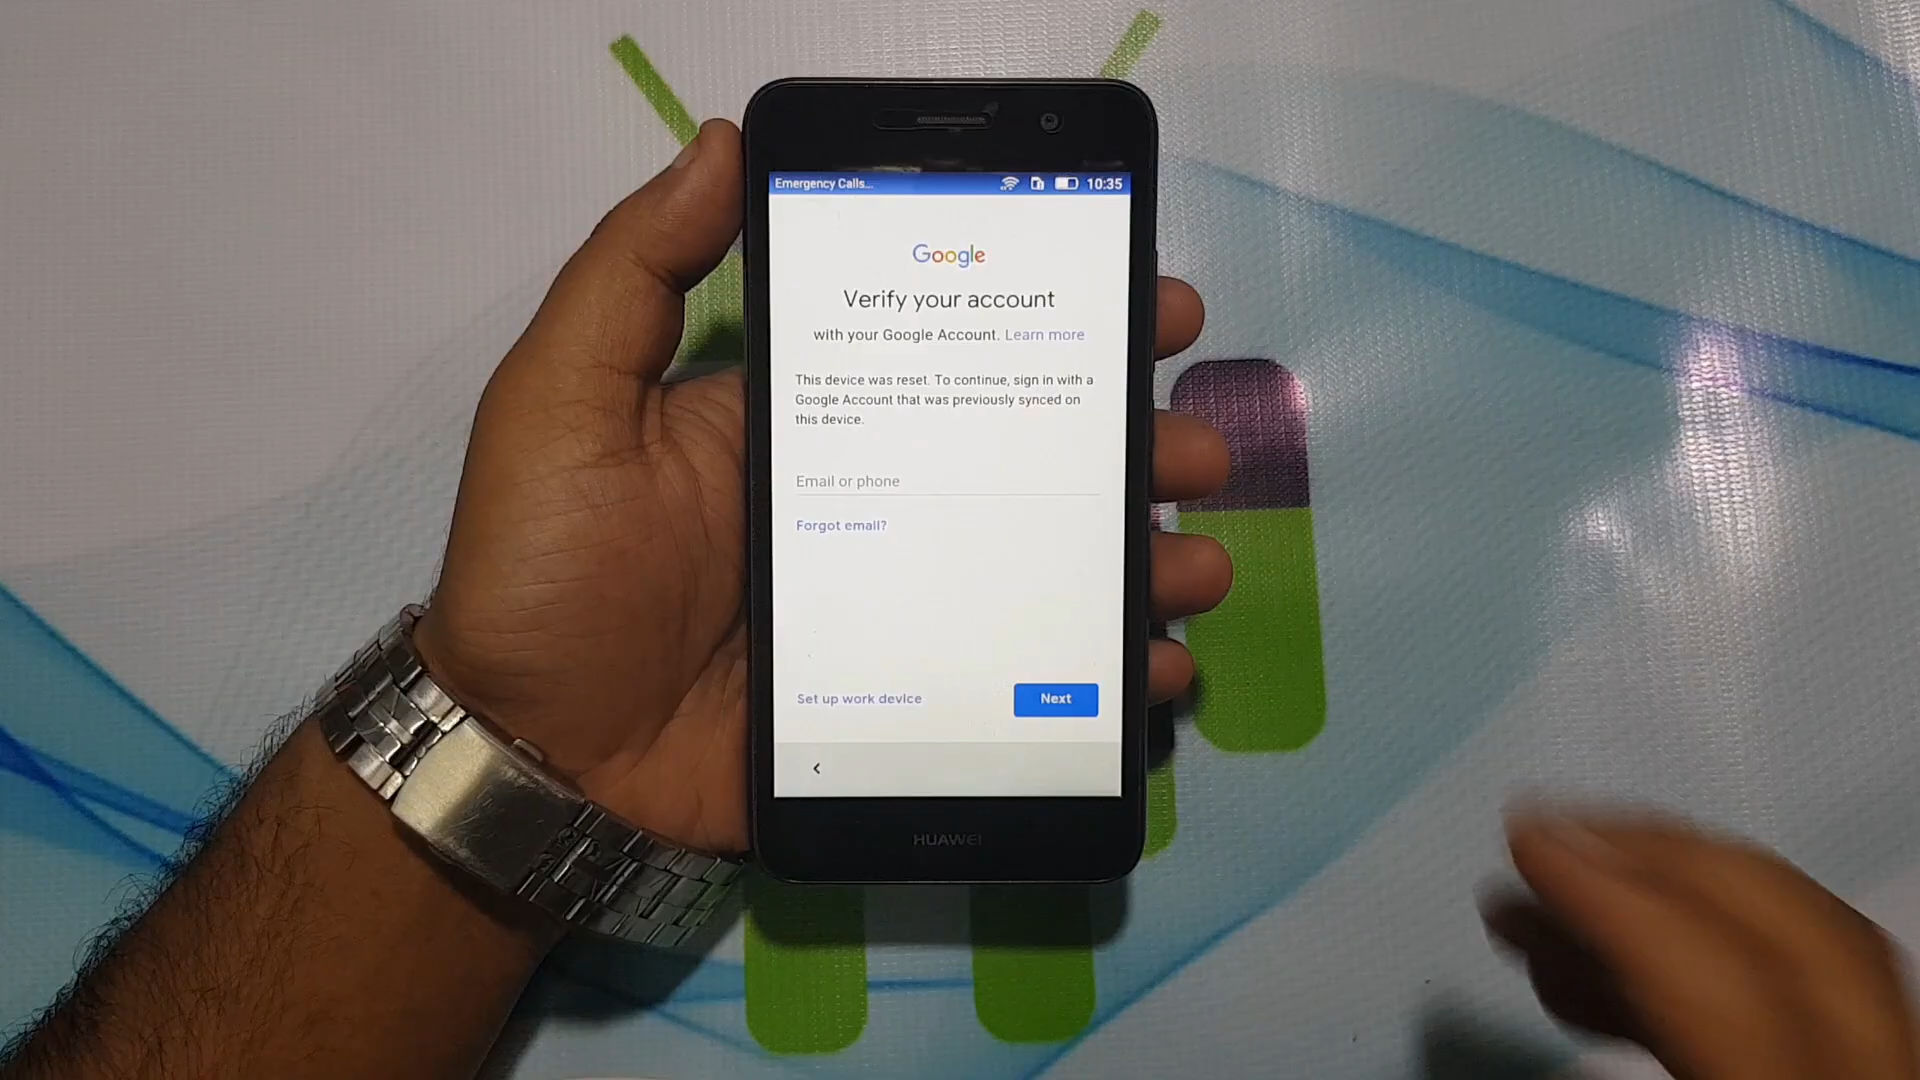 Emergency Calls... 10:35
Google
Verify your account
with your Google Account. Learn more
This device was reset. To continue, sign in with a
Google Account that was previously synced on
this device.
Email or phone
Forgot email?
Set up work device Next
HUAWEI